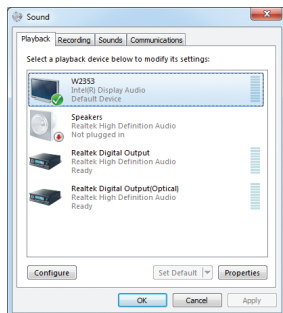 Sound
Playback Recording Sounds Communications
Select a playback device below to modify its settings:
W2353
Intel(R) Display Audio
Default Device
Speakers
Realtek High Definition Audio
Not plugged in
Realtek Digital Output
Realtek High Definition Audio
Ready
Realtek Digital Output(Optical)
Realtek High Definition Audio
Ready
Configure Set Default Properties
OK Cancel Apply